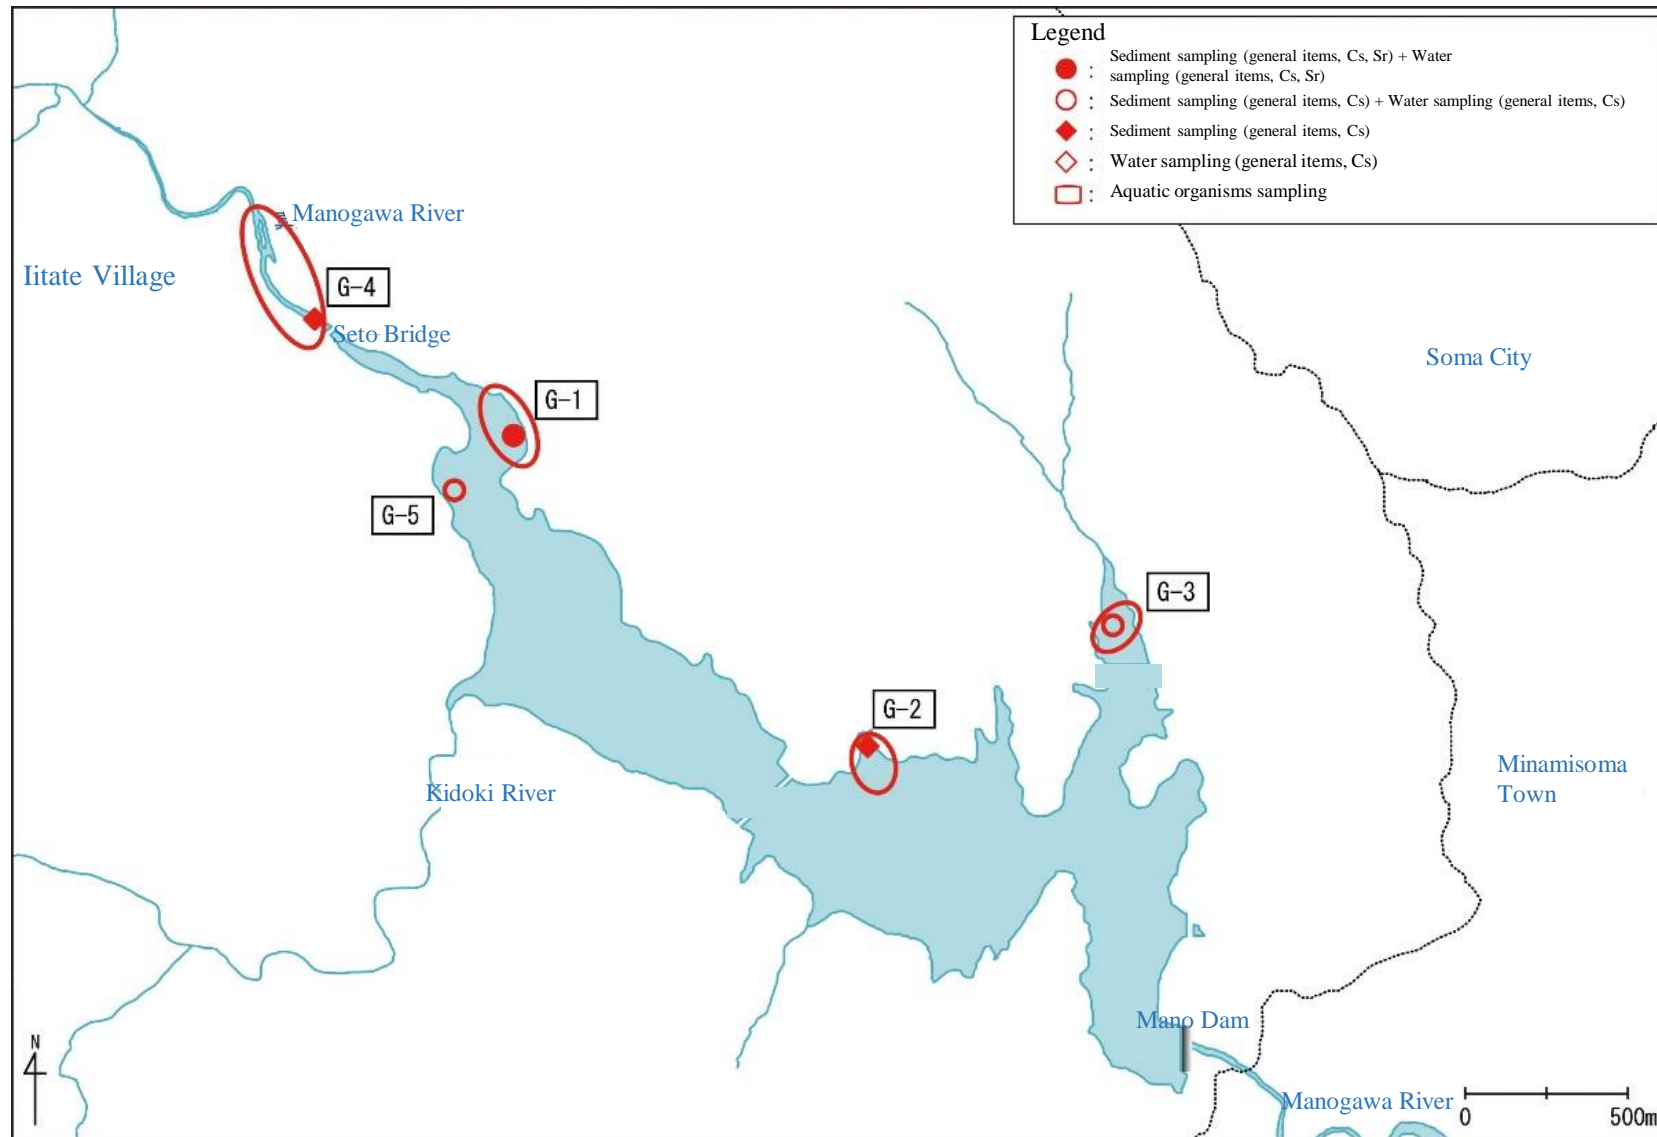 Legend
: Sediment sampling (general items, Cs, Sr) + Water
sampling (general items, Cs, Sr)
: Sediment sampling (general items, Cs) + Water sampling (general items, Cs)
: Sediment sampling (general items, Cs)
: Water sampling (general items, Cs)
: Aquatic organisms sampling
Manogawa River
Iitate Village
G-4
Seto Bridge
Soma City
G-1
G-5
G-3
G-2
Minamisoma
Town
Kidoki River
Mano Dam
N
Manogawa River
0 500m